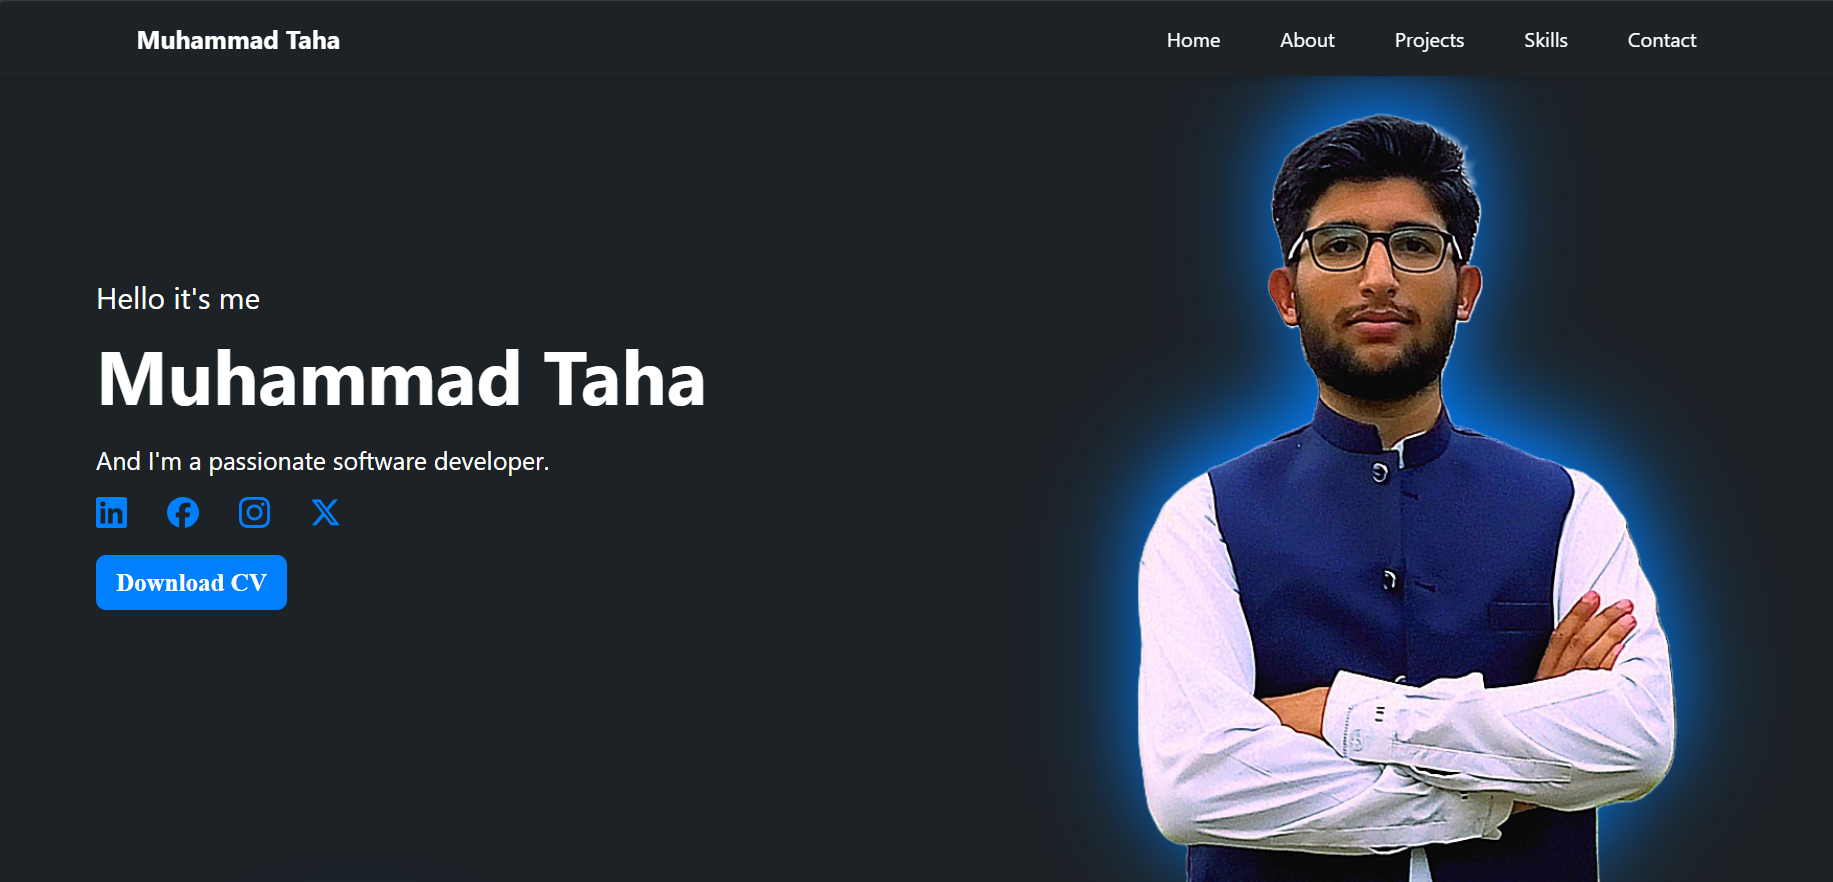 Muhammad Taha
Home About Projects Skills Contact
Hello it's me
Muhammad Taha
And I'm a passionate software developer.
Download CV